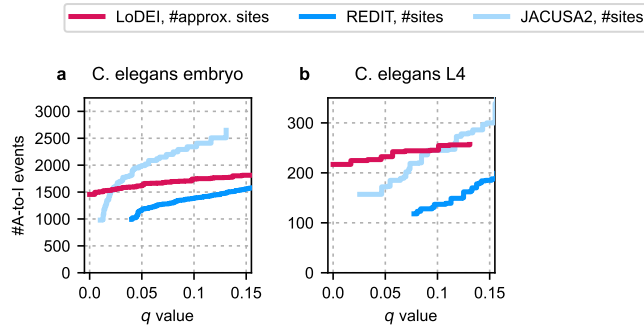 LoDEI, #approx. sites REDIT, #sites JACUSA2, #sites
a C. elegans embryo b C. elegans L4
#A-to-I events
3000
2500
2000
1500
1000
500
0
0.0 0.05 0.10 0.15
q value
300
200
100
0
0.0 0.05 0.10 0.15
q value